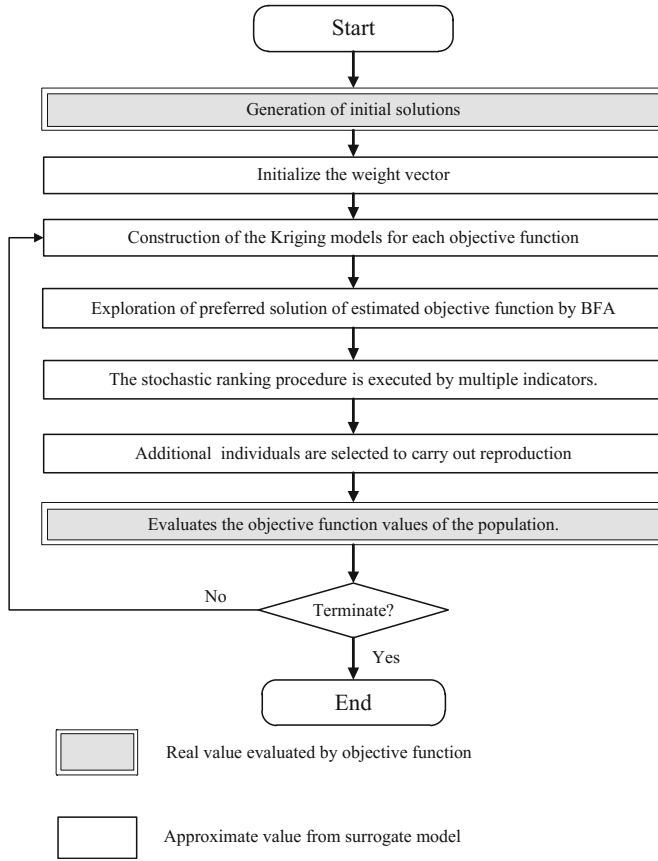 Start
Generation of initial solutions
Initialize the weight vector
Construction of the Kriging models for each objective function
Exploration of preferred solution of estimated objective function by BFA
The stochastic ranking procedure is executed by multiple indicators.
Additional individuals are selected to carry out reproduction
Evaluates the objective function values of the population.
No
Terminate?
Yes
End
Real value evaluated by objective function
Approximate value from surrogate model